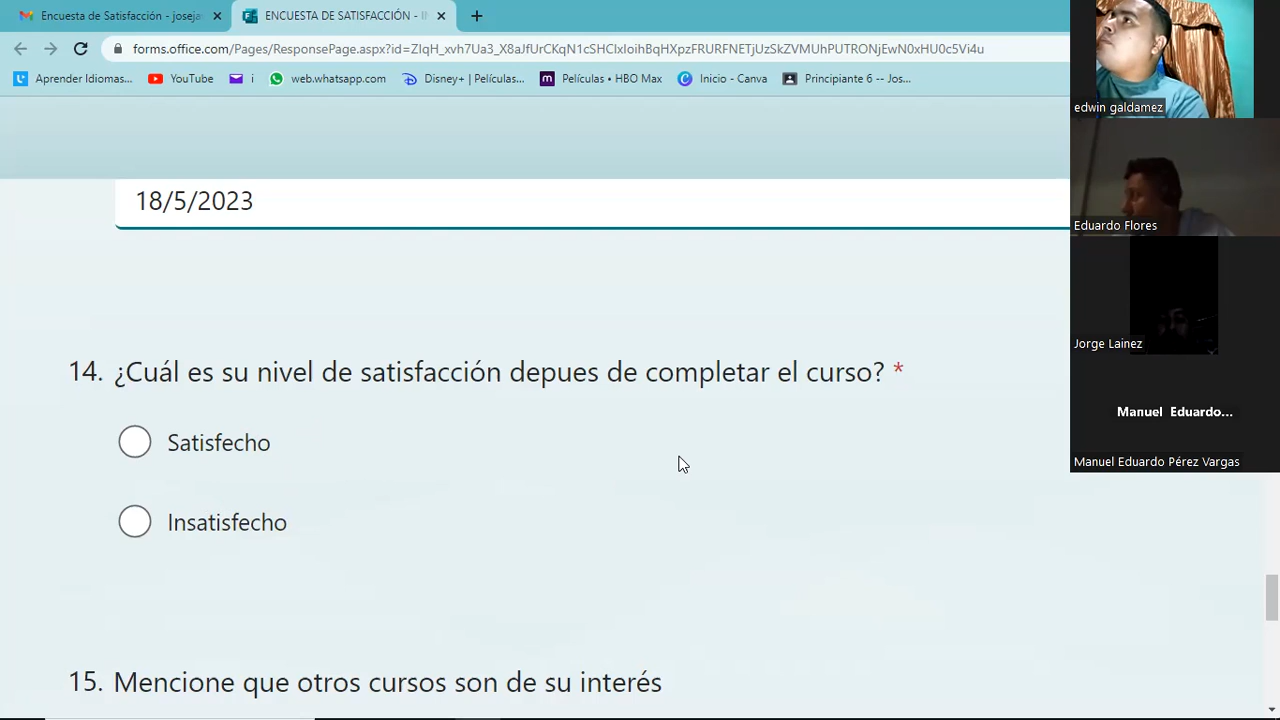 Encuesta de Satisfacción - joseja
ENCUESTA DE SATISFACCIÓN - I
forms.office.com/Pages/ResponsePage.aspx?id=ZIqH_xvh7Ua3_X8aJfUrCKqN1cSHCIxIoihBqHXpzFRURFNETjUzSkZVMUhPUTRONjEwN0xHU0c5Vi4u
Aprender Idiomas...
YouTube
i
web.whatsapp.com
Disney+ | Películas...
Películas • HBO Max
Inicio - Canva
Principiante 6 -- Jos...
edwin galdamez
Eduardo Flores
Jorge Lainez
Manuel Eduardo...
Manuel Eduardo Pérez Vargas
18/5/2023
14. ¿Cuál es su nivel de satisfacción depues de completar el curso? *
Satisfecho
Insatisfecho
15. Mencione que otros cursos son de su interés